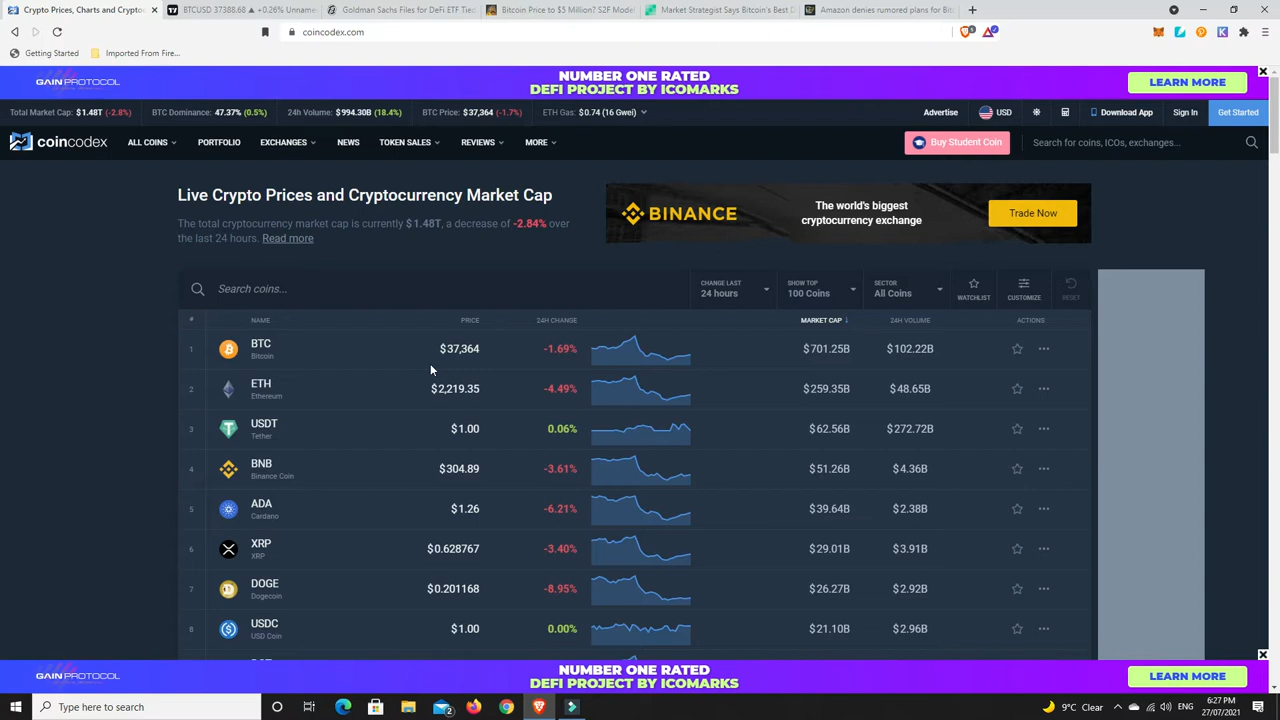 Crypto Prices, Charts and Crypto
BTCUSD 37388.68 ▲ +0.26% Unname
Goldman Sachs Files for DeFi ETF Tied
Bitcoin Price to $5 Million? S2F Mode
Market Strategist Says Bitcoin's Best D
Amazon denies rumored plans for Bit
coincodex.com
Getting Started
Imported From Fire...
GAIN PROTOCOL
NUMBER ONE RATED
DEFI PROJECT BY ICOMARKS
LEARN MORE
Total Market Cap: $1.48T (-2.8%)
BTC Dominance: 47.37% (0.5%)
24h Volume: $994.30B (18.4%)
BTC Price: $37,364 (-1.7%)
ETH Gas: $0.74 (16 Gwei)
Advertise
USD
Download App
Sign In
Get Started
coincodex
ALL COINS
PORTFOLIO
EXCHANGES
NEWS
TOKEN SALES
REVIEWS
MORE
Buy Student Coin
Search for coins, ICOs, exchanges...
Live Crypto Prices and Cryptocurrency Market Cap
The total cryptocurrency market cap is currently $1.48T, a decrease of -2.84% over
the last 24 hours. Read more
BINANCE
The world's biggest
cryptocurrency exchange
Trade Now
Search coins...
CHANGE LAST
24 hours
SHOW TOP
100 Coins
SECTOR
All Coins
WATCHLIST
CUSTOMIZE
RESET
# NAME PRICE 24H CHANGE MARKET CAP ↓ 24H VOLUME ACTIONS
1 BTC $37,364 -1.69% $701.25B $102.22B
Bitcoin
2 ETH $2,219.35 -4.49% $259.35B $48.65B
Ethereum
3 USDT $1.00 0.06% $62.56B $272.72B
Tether
4 BNB $304.89 -3.61% $51.26B $4.36B
Binance Coin
5 ADA $1.26 -6.21% $39.64B $2.38B
Cardano
6 XRP $0.628767 -3.40% $29.01B $3.91B
XRP
7 DOGE $0.201168 -8.95% $26.27B $2.92B
Dogecoin
8 USDC $1.00 0.00% $21.10B $2.96B
USD Coin
GAIN PROTOCOL
NUMBER ONE RATED
DEFI PROJECT BY ICOMARKS
LEARN MORE
Type here to search
9°C Clear
6:27 PM
27/07/2021